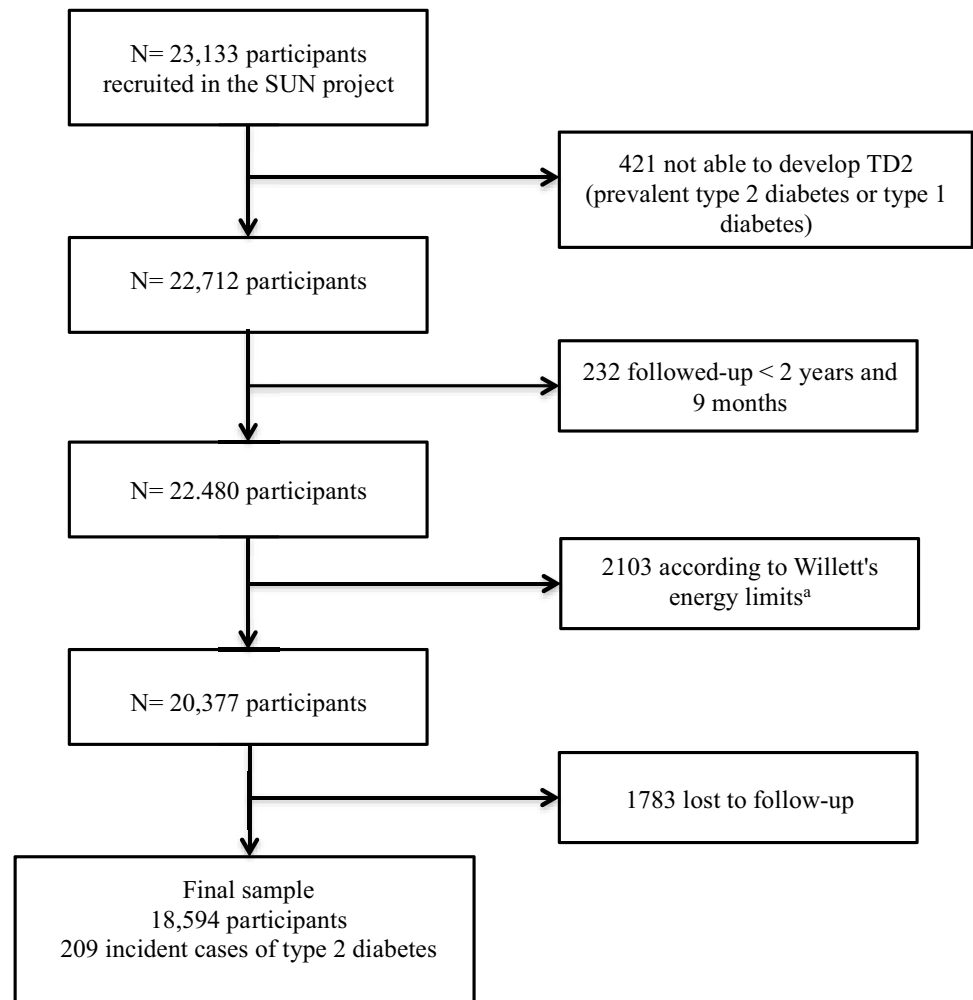 N= 23,133 participants
recruited in the SUN project
421 not able to develop TD2
(prevalent type 2 diabetes or type 1
diabetes)
N= 22,712 participants
232 followed-up < 2 years and
9 months
N= 22.480 participants
2103 according to Willett's
energy limitsᵃ
N= 20,377 participants
1783 lost to follow-up
Final sample
18,594 participants
209 incident cases of type 2 diabetes